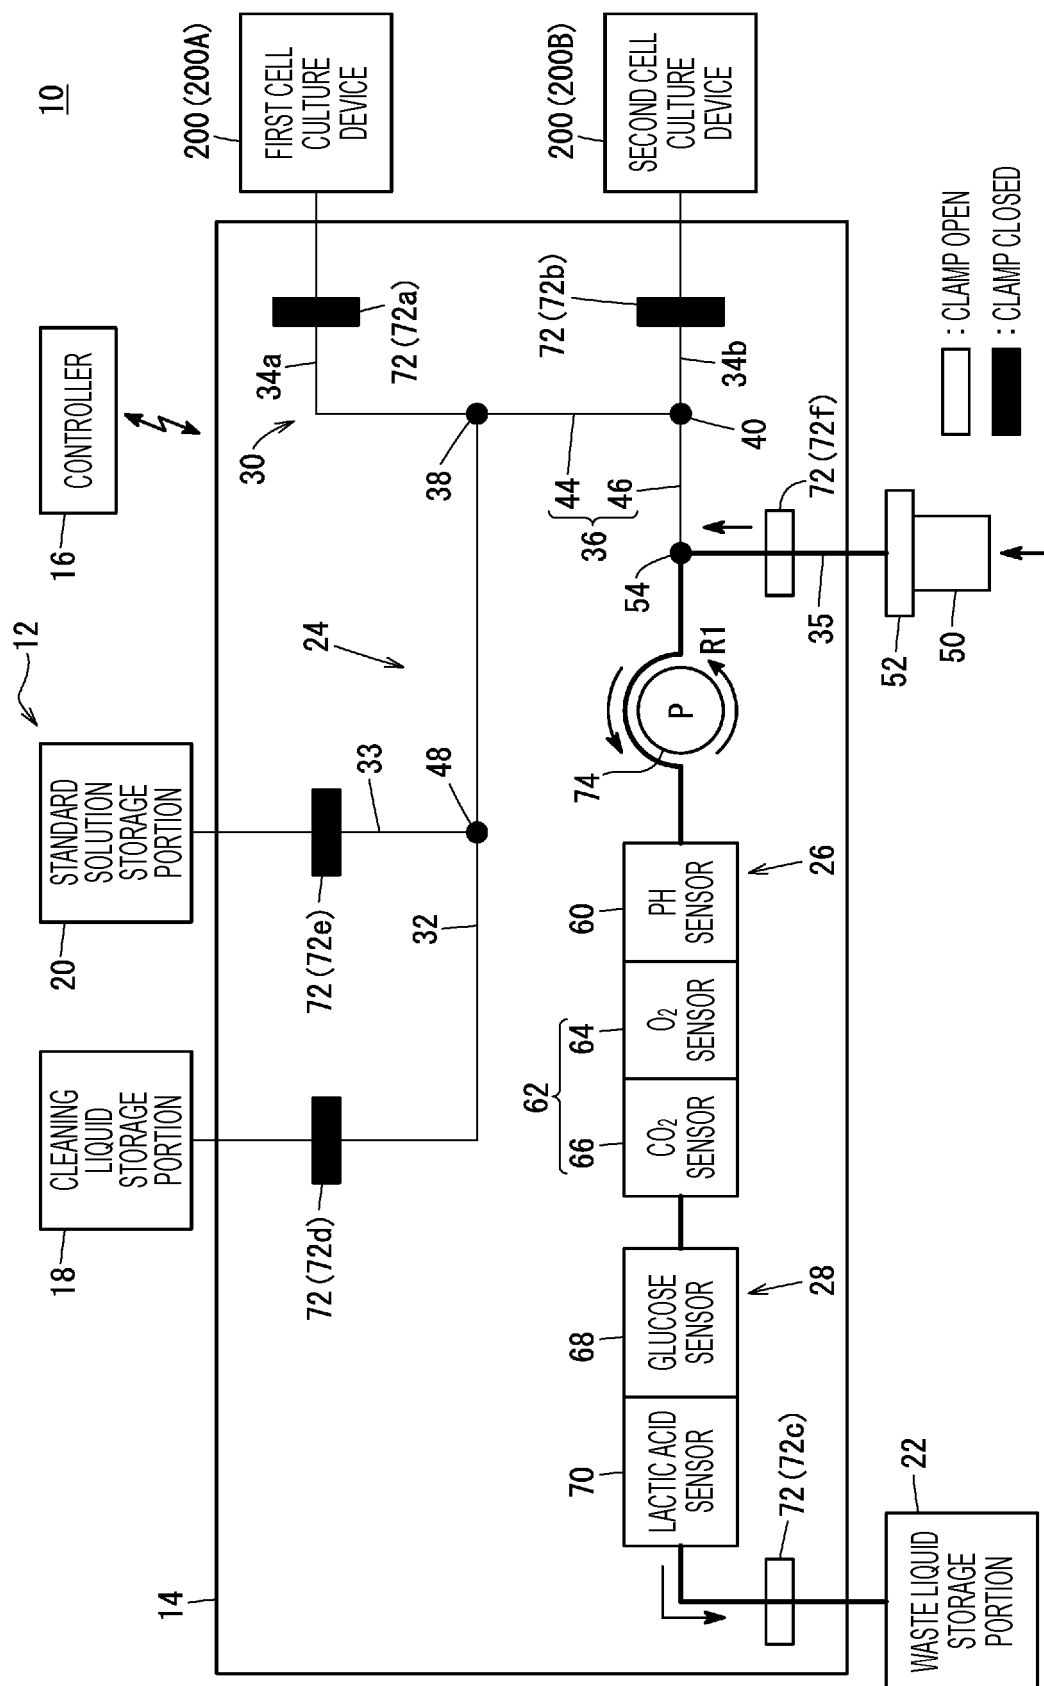 10
12
18
CLEANING
LIQUID
STORAGE
PORTION
20
STANDARD
SOLUTION
STORAGE
PORTION
16
CONTROLLER
14
72 (72d)
72 (72e)
33
48
24
32
30
34a
72 (72a)
200 (200A)
FIRST CELL
CULTURE
DEVICE
38
44
46
36
40
34b
72 (72b)
200 (200B)
SECOND CELL
CULTURE
DEVICE
62
70
68
66
64
60
74
54
LACTIC ACID
SENSOR
GLUCOSE
SENSOR
CO2
SENSOR
O2
SENSOR
PH
SENSOR
P
R1
28
26
72 (72c)
72 (72f)
35
22
WASTE LIQUID
STORAGE
PORTION
52
50
: CLAMP OPEN
: CLAMP CLOSED